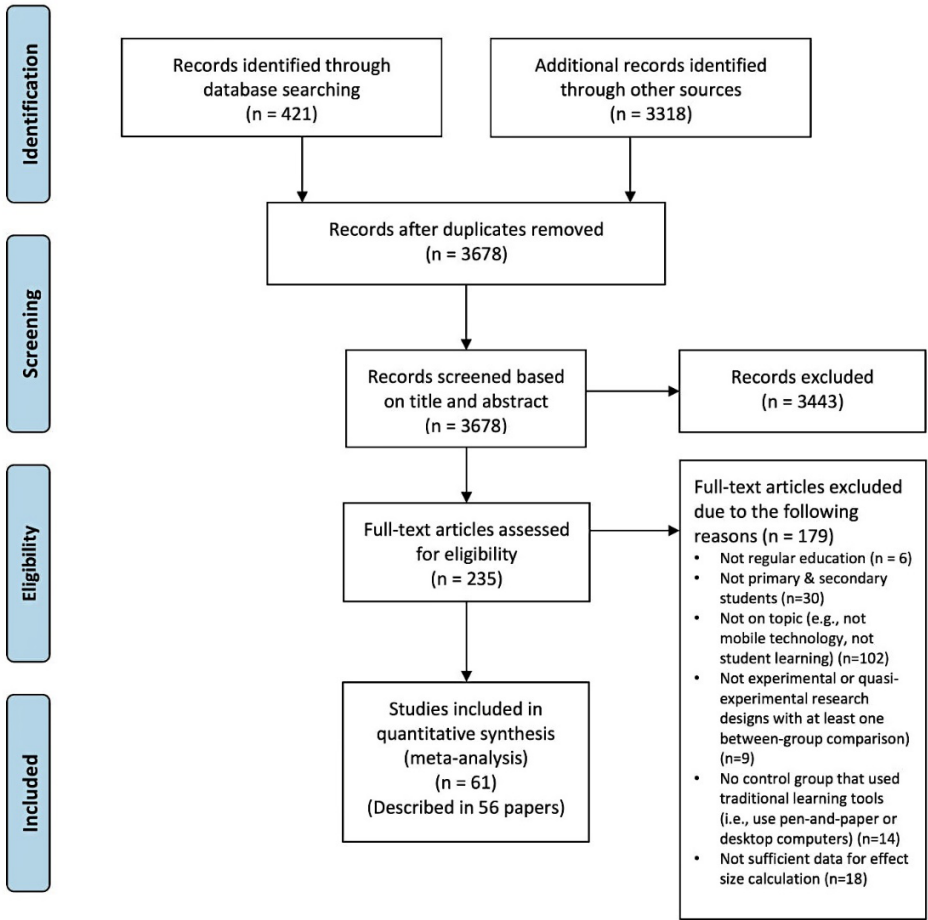 Identification
Records identified through
database searching
(n = 421)
Additional records identified
through other sources
(n = 3318)
Records after duplicates removed
(n = 3678)
Screening
Records screened based
on title and abstract
(n = 3678)
Records excluded
(n = 3443)
Eligibility
Full-text articles assessed
for eligibility
(n = 235)
Full-text articles excluded
due to the following
reasons (n = 179)
• Not regular education (n = 6)
• Not primary & secondary
students (n=30)
• Not on topic (e.g., not
mobile technology, not
student learning) (n=102)
• Not experimental or quasi-
experimental research
designs with at least one
between-group comparison)
(n=9)
• No control group that used
traditional learning tools
(i.e., use pen-and-paper or
desktop computers) (n=14)
• Not sufficient data for effect
size calculation (n=18)
Included
Studies included in
quantitative synthesis
(meta-analysis)
(n = 61)
(Described in 56 papers)